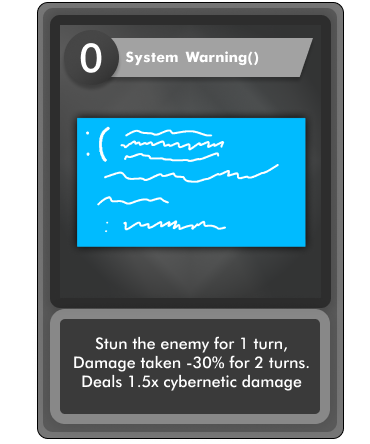 0
System Warning()
: (
Stun the enemy for 1 turn,
Damage taken -30% for 2 turns.
Deals 1.5x cybernetic damage